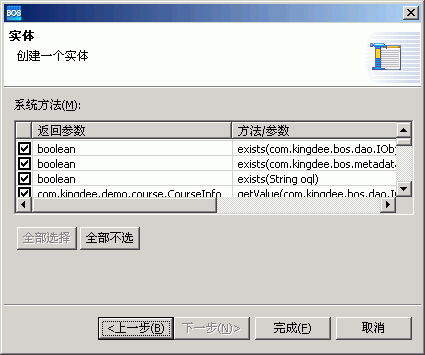 BOS
实体
创建一个实体
系统方法(M):
返回参数 方法/参数
boolean exists(com.kingdee.bos.dao.IObj
boolean exists(com.kingdee.bos.metadata
boolean exists(String oql)
com.kingdee.demo.course.CourseInfo getValue(com.kingdee.bos.dao.IO
全部选择 全部不选
<上一步(B) 下一步(N)> 完成(F) 取消